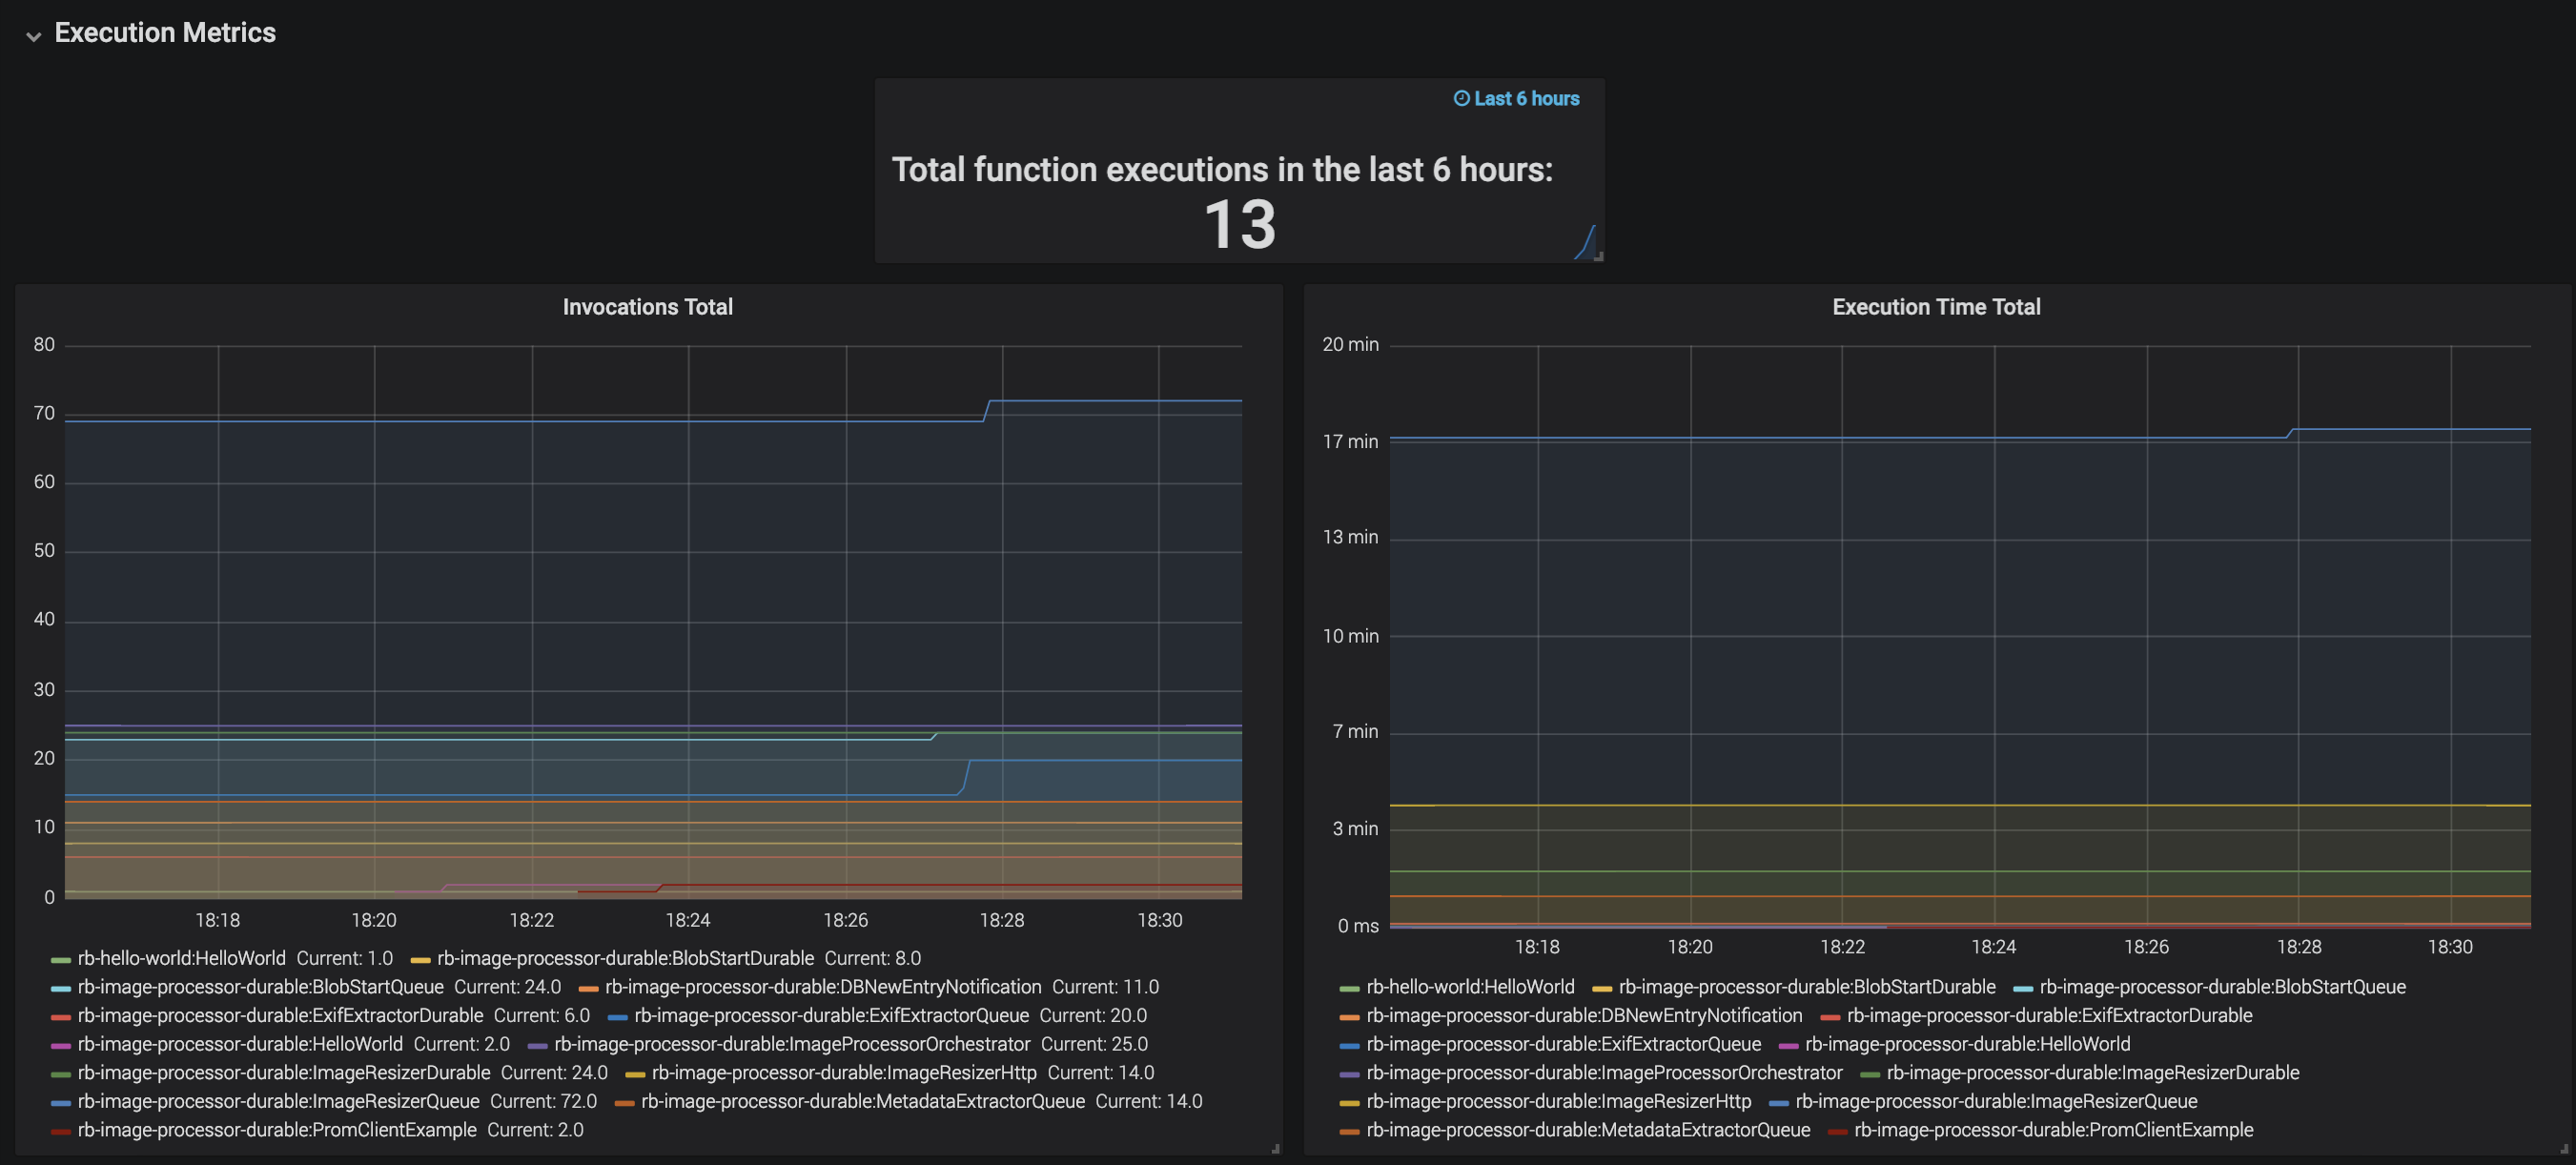 Execution Metrics
Last 6 hours
Total function executions in the last 6 hours:
13
Invocations Total
80
70
60
50
40
30
20
10
0
18:18 18:20 18:22 18:24 18:26 18:28 18:30
rb-hello-world:HelloWorld Current: 1.0 rb-image-processor-durable:BlobStartDurable Current: 8.0
rb-image-processor-durable:BlobStartQueue Current: 24.0 rb-image-processor-durable:DBNewEntryNotification Current: 11.0
rb-image-processor-durable:ExifExtractorDurable Current: 6.0 rb-image-processor-durable:ExifExtractorQueue Current: 20.0
rb-image-processor-durable:HelloWorld Current: 2.0 rb-image-processor-durable:ImageProcessorOrchestrator Current: 25.0
rb-image-processor-durable:ImageResizerDurable Current: 24.0 rb-image-processor-durable:ImageResizerHttp Current: 14.0
rb-image-processor-durable:ImageResizerQueue Current: 72.0 rb-image-processor-durable:MetadataExtractorQueue Current: 14.0
rb-image-processor-durable:PromClientExample Current: 2.0
Execution Time Total
20 min
17 min
13 min
10 min
7 min
3 min
0 ms
18:18 18:20 18:22 18:24 18:26 18:28 18:30
rb-hello-world:HelloWorld rb-image-processor-durable:BlobStartDurable rb-image-processor-durable:BlobStartQueue
rb-image-processor-durable:DBNewEntryNotification rb-image-processor-durable:ExifExtractorDurable
rb-image-processor-durable:ExifExtractorQueue rb-image-processor-durable:HelloWorld
rb-image-processor-durable:ImageProcessorOrchestrator rb-image-processor-durable:ImageResizerDurable
rb-image-processor-durable:ImageResizerHttp rb-image-processor-durable:ImageResizerQueue
rb-image-processor-durable:MetadataExtractorQueue rb-image-processor-durable:PromClientExample